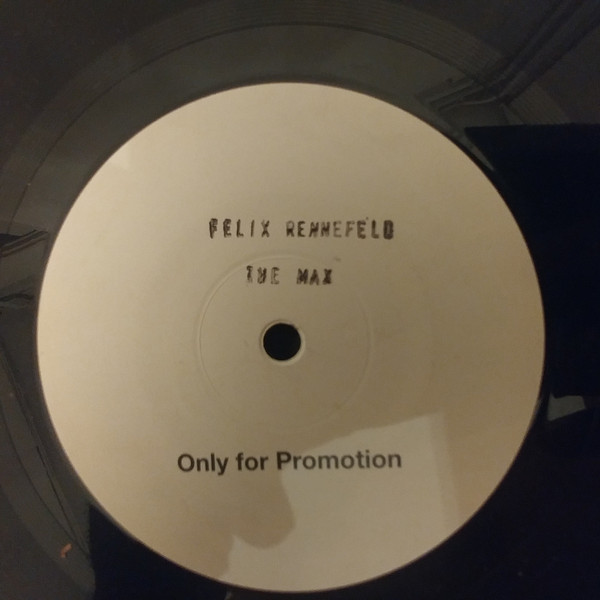 FELIX RENNEFELD
THE MAX
Only for Promotion